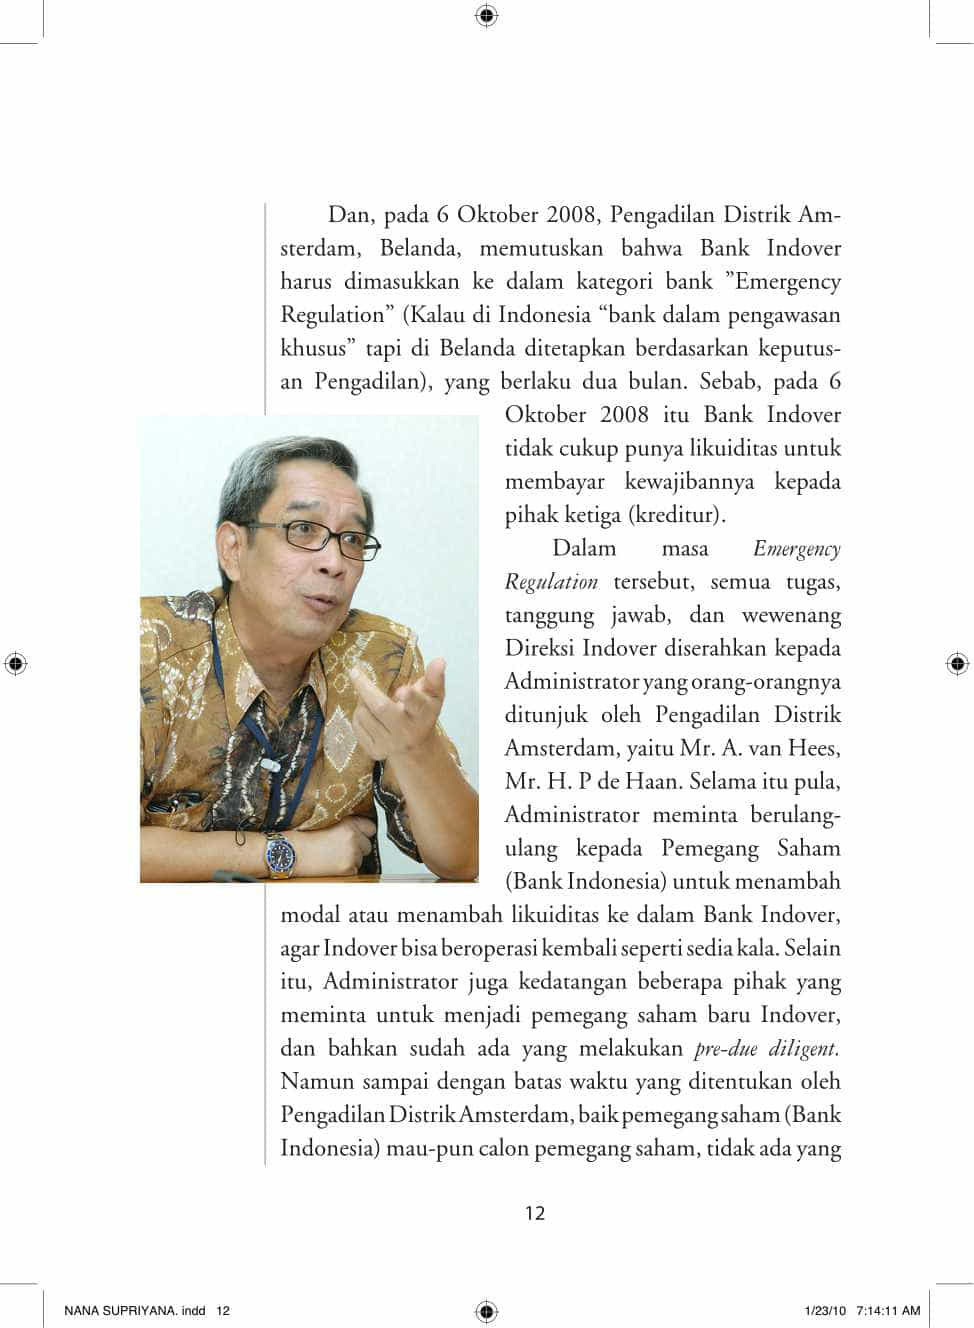 Dan, pada 6 Oktober 2008, Pengadilan Distrik Am-
sterdam, Belanda, memutuskan bahwa Bank Indover
harus dimasukkan ke dalam kategori bank ”Emergency
Regulation” (Kalau di Indonesia “bank dalam pengawasan
khusus” tapi di Belanda ditetapkan berdasarkan keputus-
an Pengadilan), yang berlaku dua bulan. Sebab, pada 6
Oktober 2008 itu Bank Indover
tidak cukup punya likuiditas untuk
membayar kewajibannya kepada
pihak ketiga (kreditur).
Dalam masa Emergency
Regulation tersebut, semua tugas,
tanggung jawab, dan wewenang
Direksi Indover diserahkan kepada
Administrator yang orang-orangnya
ditunjuk oleh Pengadilan Distrik
Amsterdam, yaitu Mr. A. van Hees,
Mr. H. P de Haan. Selama itu pula,
Administrator meminta berulang-
ulang kepada Pemegang Saham
(Bank Indonesia) untuk menambah
modal atau menambah likuiditas ke dalam Bank Indover,
agar Indover bisa beroperasi kembali seperti sedia kala. Selain
itu, Administrator juga kedatangan beberapa pihak yang
meminta untuk menjadi pemegang saham baru Indover,
dan bahkan sudah ada yang melakukan pre-due diligent.
Namun sampai dengan batas waktu yang ditentukan oleh
Pengadilan Distrik Amsterdam, baik pemegang saham (Bank
Indonesia) mau-pun calon pemegang saham, tidak ada yang
12
NANA SUPRIYANA. indd 12
1/23/10 7:14:11 AM